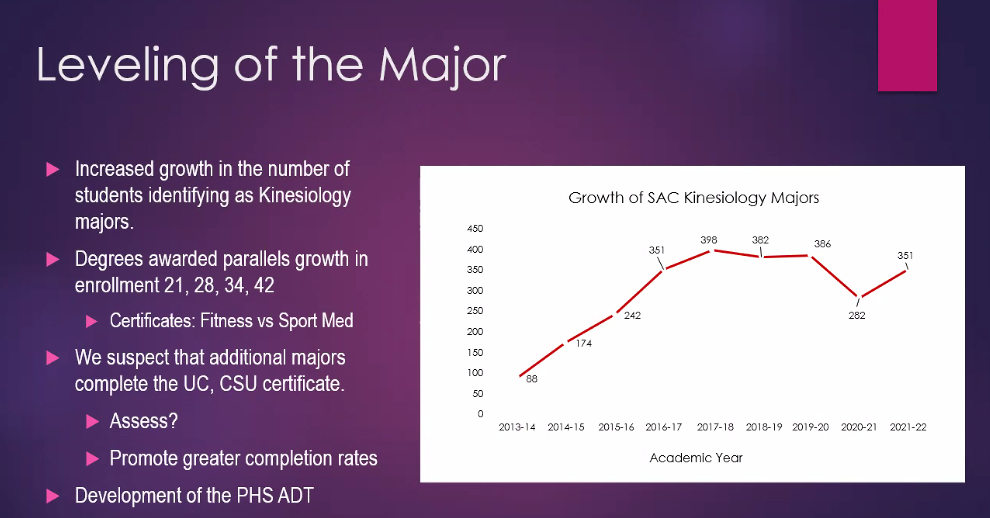 Leveling of the Major
Increased growth in the number of
students identifying as Kinesiology
majors.
Degrees awarded parallels growth in
enrollment 21, 28, 34, 42
Certificates: Fitness vs Sport Med
We suspect that additional majors
complete the UC, CSU certificate.
Assess?
Promote greater completion rates
Development of the PHS ADT
Growth of SAC Kinesiology Majors
450
400
350
300
250
200
150
100
50
0
88
174
242
351
398
382
386
282
351
2013-14 2014-15 2015-16 2016-17 2017-18 2018-19 2019-20 2020-21 2021-22
Academic Year